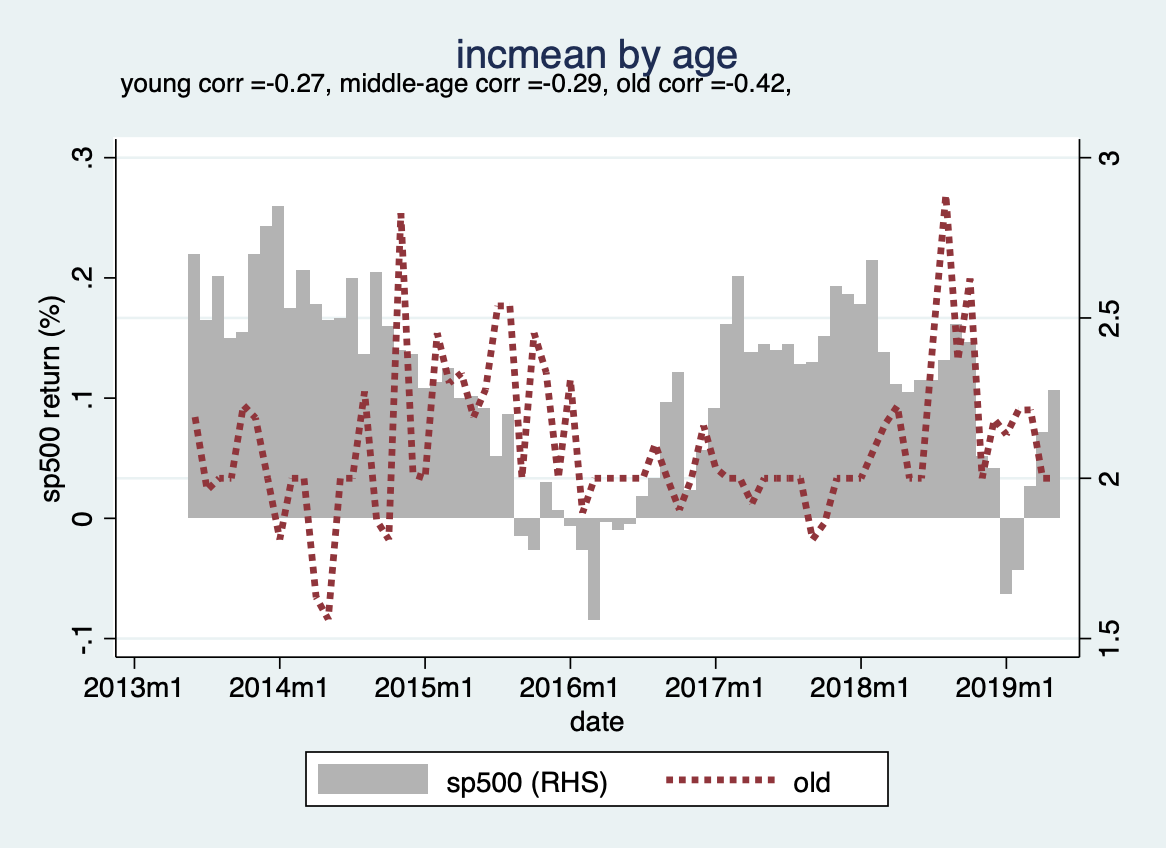 incmean by age
young corr =-0.27, middle-age corr =-0.29, old corr =-0.42,
.3
.2
.1
0
-.1
sp500 return (%)
3
2.5
2
1.5
2013m1 2014m1 2015m1 2016m1 2017m1 2018m1 2019m1
date
sp500 (RHS) old